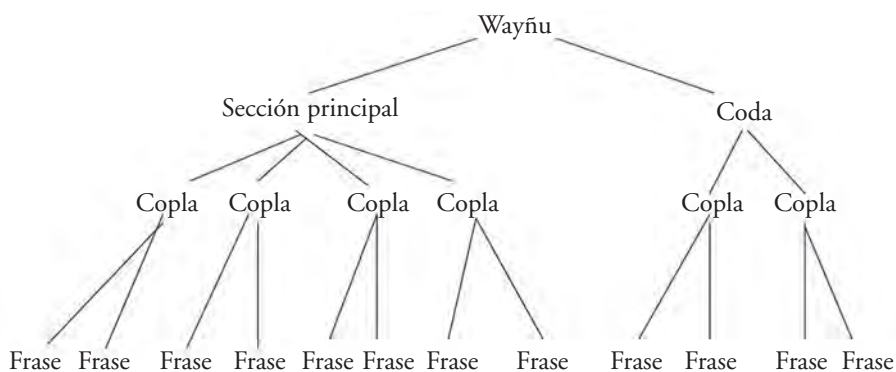 Wayñu
Sección principal Coda
Copla Copla Copla Copla Copla Copla
Frase Frase Frase Frase Frase Frase Frase Frase Frase Frase Frase Frase